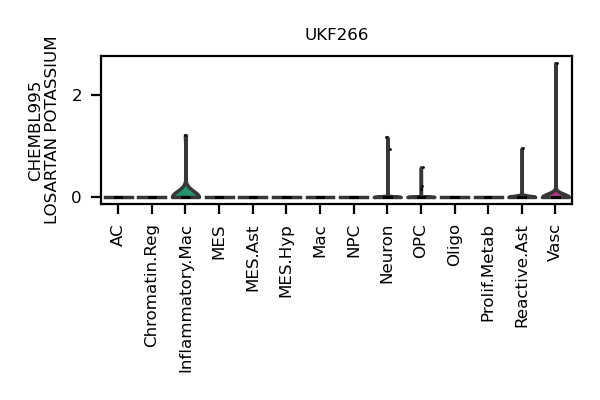 UKF266
CHEMBL995
LOSARTAN POTASSIUM
2
0
AC
Chromatin.Reg
Inflammatory.Mac
MES
MES.Ast
MES.Hyp
Mac
NPC
Neuron
OPC
Oligo
Prolif.Metab
Reactive.Ast
Vasc